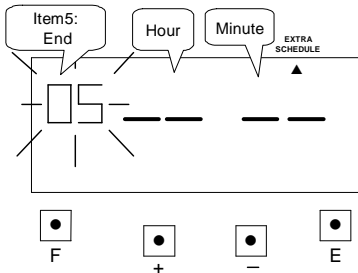 Item5:
End
Hour
Minute
EXTRA
SCHEDULE
05 -- --
F
+
−
E